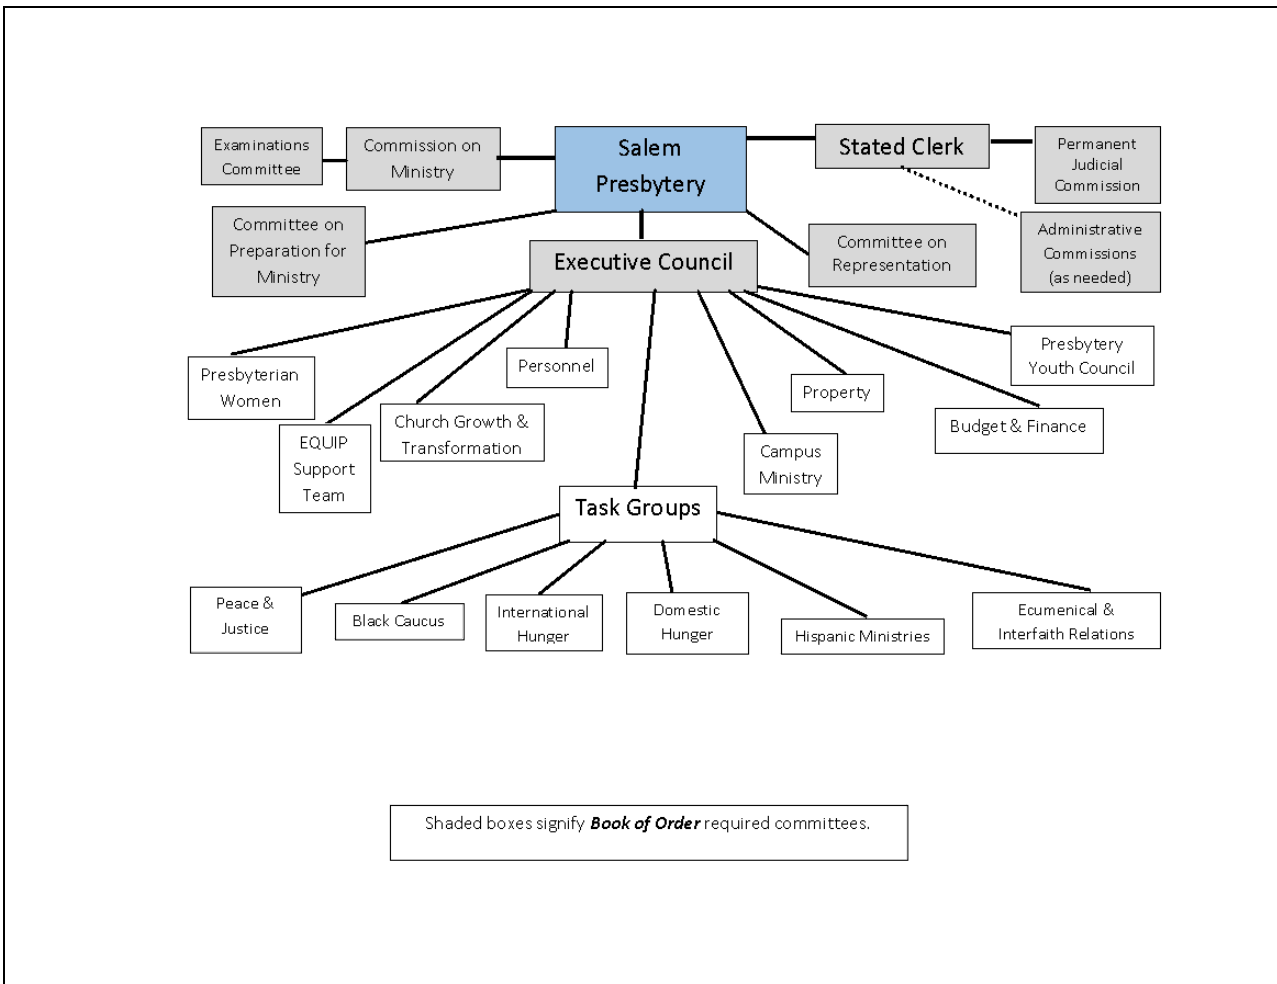 Examinations
Committee
Commission on
Ministry
Salem
Presbytery
Stated Clerk
Permanent
Judicial
Commission
Committee on
Preparation for
Ministry
Executive Council
Committee on
Representation
Administrative
Commissions
(as needed)
Presbyterian
Women
EQUIP
Support
Team
Church Growth &
Transformation
Personnel
Campus
Ministry
Property
Budget & Finance
Presbytery
Youth Council
Task Groups
Peace &
Justice
Black Caucus
International
Hunger
Domestic
Hunger
Hispanic Ministries
Ecumenical &
Interfaith Relations
Shaded boxes signify Book of Order required committees.